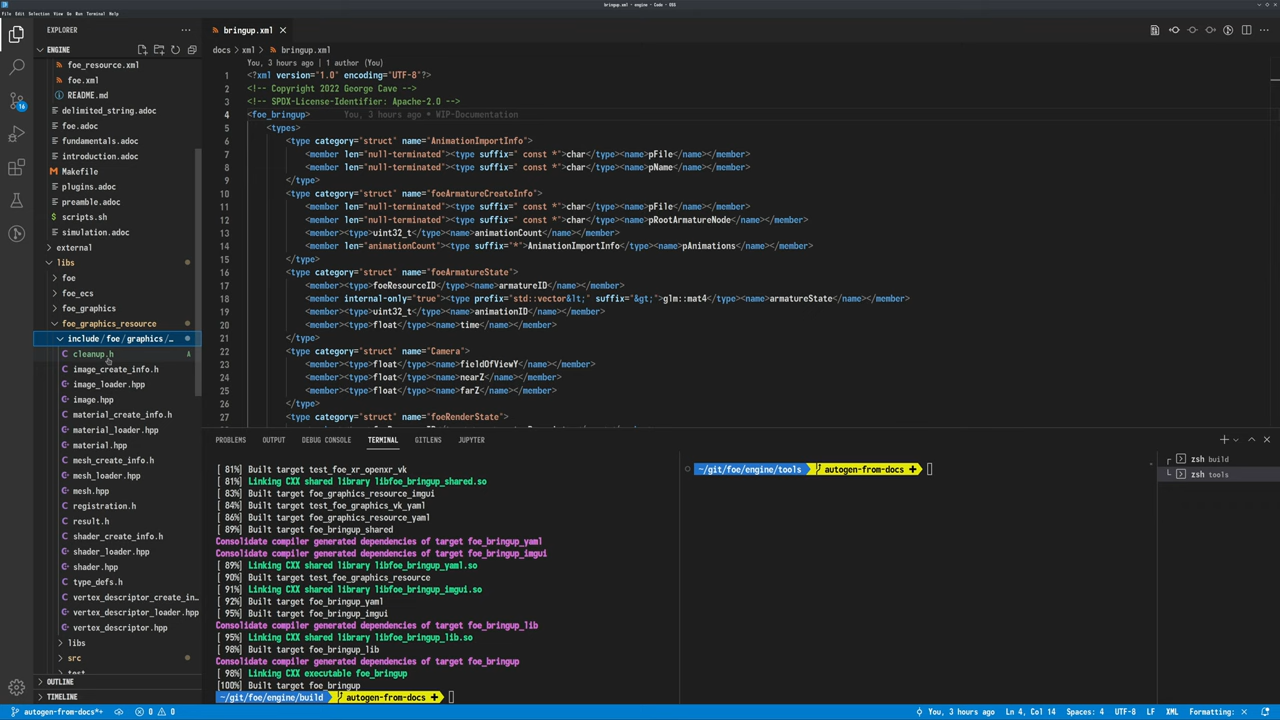 bringup.xml - engine - Code - OSS
File Edit Selection View Go Run Terminal Help
EXPLORER
ENGINE
foe_resource.xml
foe.xml
README.md
delimited_string.adoc
foe.adoc
fundamentals.adoc
introduction.adoc
Makefile
plugins.adoc
preamble.adoc
scripts.sh
simulation.adoc
external
libs
foe
foe_ecs
foe_graphics
foe_graphics_resource
include/foe/graphics/…
cleanup.h A
image_create_info.h
image_loader.hpp
image.hpp
material_create_info.h
material_loader.hpp
material.hpp
mesh_create_info.h
mesh_loader.hpp
mesh.hpp
registration.h
result.h
shader_create_info.h
shader_loader.hpp
shader.hpp
type_defs.h
vertex_descriptor_create_in…
vertex_descriptor_loader.hpp
vertex_descriptor.hpp
libs
src
test
OUTLINE
TIMELINE
16
bringup.xml
docs > xml > bringup.xml
You, 3 hours ago | 1 author (You)
1 <?xml version="1.0" encoding="UTF-8"?>
2 <!-- Copyright 2022 George Cave -->
3 <!-- SPDX-License-Identifier: Apache-2.0 -->
4 <foe_bringup> You, 3 hours ago • WIP-Documentation
5 <types>
6 <type category="struct" name="AnimationImportInfo">
7 <member len="null-terminated"><type suffix=" const *">char</type><name>pFile</name></member>
8 <member len="null-terminated"><type suffix=" const *">char</type><name>pName</name></member>
9 </type>
10 <type category="struct" name="foeArmatureCreateInfo">
11 <member len="null-terminated"><type suffix=" const *">char</type><name>pFile</name></member>
12 <member len="null-terminated"><type suffix=" const *">char</type><name>pRootArmatureNode</name></member>
13 <member><type>uint32_t</type><name>animationCount</name></member>
14 <member len="animationCount"><type suffix="*">AnimationImportInfo</type><name>pAnimations</name></member>
15 </type>
16 <type category="struct" name="foeArmatureState">
17 <member><type>foeResourceID</type><name>armatureID</name></member>
18 <member internal-only="true"><type prefix="std::vector&lt;" suffix="&gt;">glm::mat4</type><name>armatureState</name></member>
19 <member><type>uint32_t</type><name>animationID</name></member>
20 <member><type>float</type><name>time</name></member>
21 </type>
22 <type category="struct" name="Camera">
23 <member><type>float</type><name>fieldOfViewY</name></member>
24 <member><type>float</type><name>nearZ</name></member>
25 <member><type>float</type><name>farZ</name></member>
26 </type>
27 <type category="struct" name="foeRenderState">
PROBLEMS OUTPUT DEBUG CONSOLE TERMINAL GITLENS JUPYTER
[ 81%] Built target test_foe_xr_openxr_vk
[ 81%] Linking CXX shared library libfoe_bringup_shared.so
[ 83%] Built target foe_graphics_resource_imgui
[ 84%] Built target test_foe_graphics_vk_yaml
[ 86%] Built target foe_graphics_resource_yaml
[ 89%] Built target foe_bringup_shared
Consolidate compiler generated dependencies of target foe_bringup_yaml
Consolidate compiler generated dependencies of target foe_bringup_imgui
[ 89%] Linking CXX shared library libfoe_bringup_yaml.so
[ 90%] Built target test_foe_graphics_resource
[ 91%] Linking CXX shared library libfoe_bringup_imgui.so
[ 92%] Built target foe_bringup_yaml
[ 95%] Built target foe_bringup_imgui
Consolidate compiler generated dependencies of target foe_bringup_lib
[ 95%] Linking CXX shared library libfoe_bringup_lib.so
[ 98%] Built target foe_bringup_lib
Consolidate compiler generated dependencies of target foe_bringup
[ 98%] Linking CXX executable foe_bringup
[100%] Built target foe_bringup
~/git/foe/engine/build autogen-from-docs +
~/git/foe/engine/tools autogen-from-docs +
zsh build
zsh tools
autogen-from-docs*+ 0 0 You, 3 hours ago Ln 4, Col 14 Spaces: 4 UTF-8 LF XML Formatting: ×